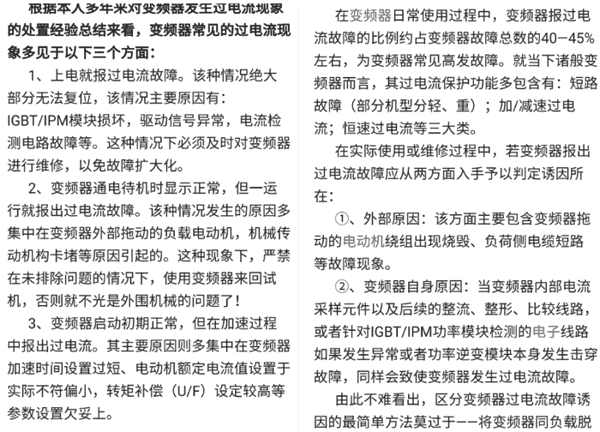 根据本人多年来对变频器发生过电流现象
的处置经验总结来看，变频器常见的过电流现
象多见于以下三个方面：
1、上电就报过电流故障。该种情况绝大
部分无法复位，该情况主要原因有：
IGBT/IPM模块损坏，驱动信号异常，电流检
测电路故障等。这种情况下必须及时对变频器
进行维修，以免故障扩大化。
2、变频器通电待机时显示正常，但一运
行就报出过电流故障。该种情况发生的原因多
集中在变频器外部拖动的负载电动机，机械传
动机构卡堵等原因引起的。这种现象下，严禁
在未排除问题的情况下，使用变频器来回试
机，否则就不光是外围机械的问题了！
3、变频器启动初期正常，但在加速过程
中报出过电流。其主要原因则多集中在变频器
加速时间设置过短、电动机额定电流值设置于
实际不符偏小，转矩补偿（U/F）设定较高等
参数设置欠妥上。
在变频器日常使用过程中，变频器报过电
流故障的比例约占变频器故障总数的40—45%
左右，为变频器常见高发故障。就当下诸般变
频器而言，其过电流保护功能多包含有：短路
故障（部分机型分轻、重）；加/减速过电
流；恒速过电流等三大类。
在实际使用或维修过程中，若变频器报出
过电流故障应从两方面入手予以判定诱因所
在：
①、外部原因：该方面主要包含变频器拖
动的电动机绕组出现烧毁、负荷侧电缆短路
等故障现象。
②、变频器自身原因：当变频器内部电流
采样元件以及后续的整流、整形、比较线路，
或者针对IGBT/IPM功率模块检测的电子线路
如果发生异常或者功率逆变模块本身发生击穿
故障，同样会致使变频器发生过电流故障。
由此不难看出，区分变频器过电流故障诱
因的最简单方法莫过于——将变频器同负载脱